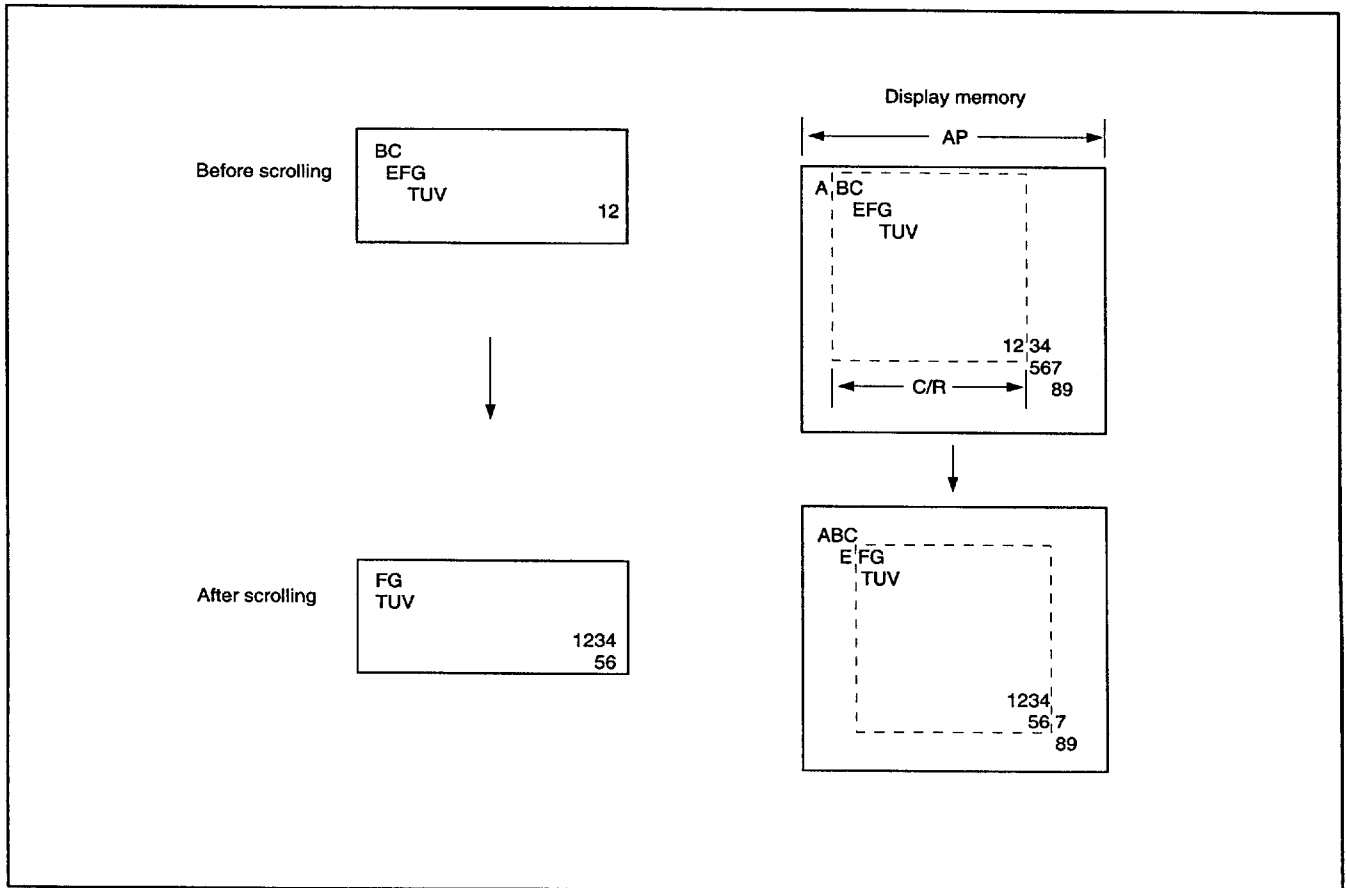 Display memory
AP
Before scrolling
BC
EFG
TUV
12
A BC
EFG
TUV
12 34
567
89
C/R
After scrolling
FG
TUV
1234
56
ABC
E FG
TUV
1234
56 7
89